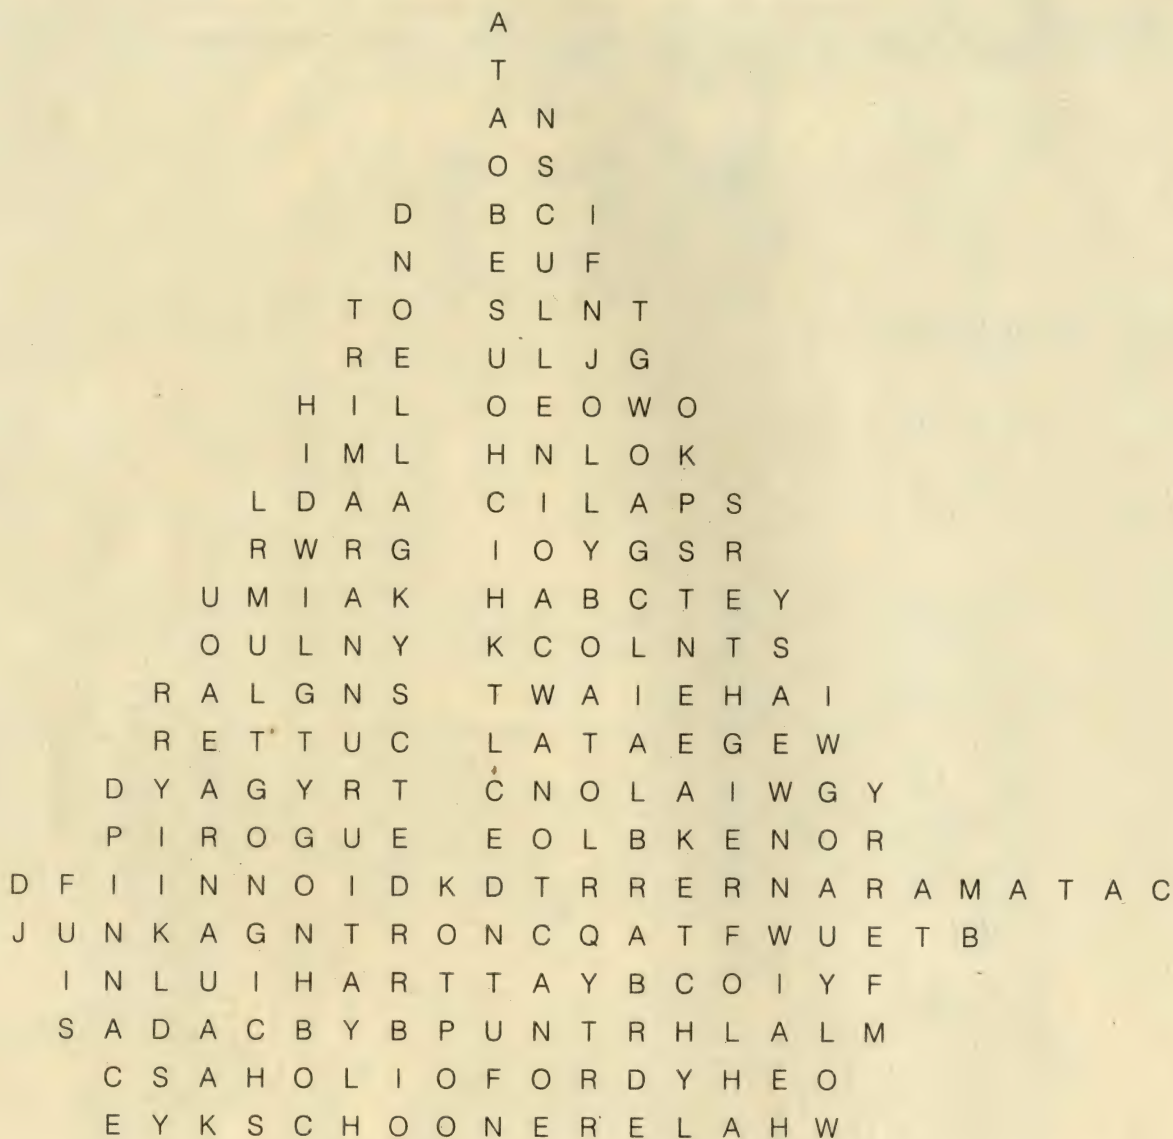 A
T
A N
O S
D B C I
N E U F
T O S L N T
R E U L J G
H I L O E O W O
I M L H N L O K
L D A A C I L A P S
R W R G I O Y G S R
U M I A K H A B C T E Y
O U L N Y K C O L N T S
R A L G N S T W A I E H A I
R E T T U C L A T A E G E W
D Y A G Y R T C N O L A I W G Y
P I R O G U E E O L B K E N O R
D F I I N N O I D K D T R R E R N A R A M A T A C
J U N K A G N T R O N C Q A T F W U E T B
I N L U I H A R T T A Y B C O I Y F
S A D A C B Y B P U N T R H L A L M
C S A H O L I O F O R D Y H E O
E Y K S C H O O N E R E L A H W